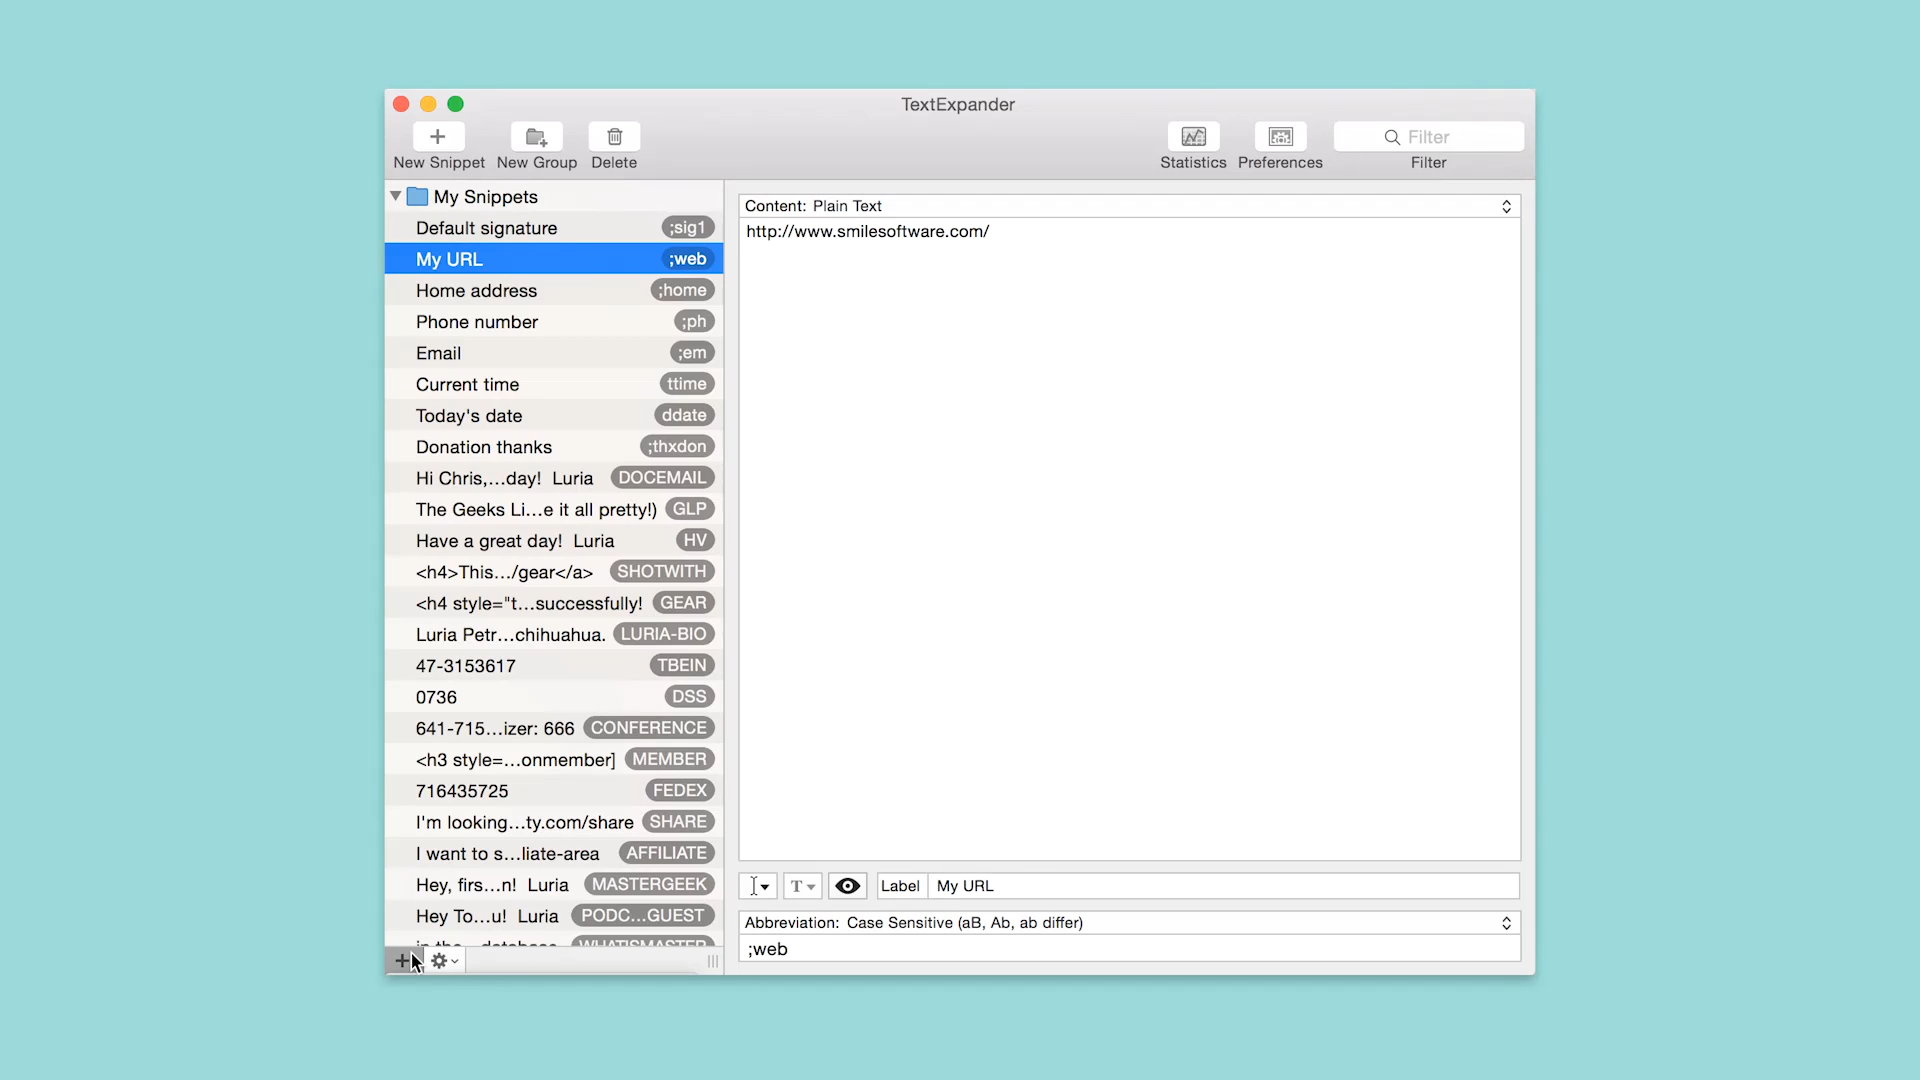 TextExpander
New Snippet
New Group
Delete
Statistics
Preferences
Filter
Filter
My Snippets
Default signature ;sig1
My URL ;web
Home address ;home
Phone number ;ph
Email ;em
Current time ttime
Today's date ddate
Donation thanks ;thxdon
Hi Chris,...day! Luria DOCEMAIL
The Geeks Li...e it all pretty!) GLP
Have a great day! Luria HV
<h4>This.../gear</a> SHOTWITH
<h4 style="t...successfully! GEAR
Luria Petr...chihuahua. LURIA-BIO
47-3153617 TBEIN
0736 DSS
641-715...izer: 666 CONFERENCE
<h3 style=...onmember] MEMBER
716435725 FEDEX
I'm looking...ty.com/share SHARE
I want to s...liate-area AFFILIATE
Hey, firs...n! Luria MASTERGEEK
Hey To...u! Luria PODC...GUEST
in the...database WHATISMASTER
Content: Plain Text
http://www.smilesoftware.com/
Label My URL
Abbreviation: Case Sensitive (aB, Ab, ab differ)
;web